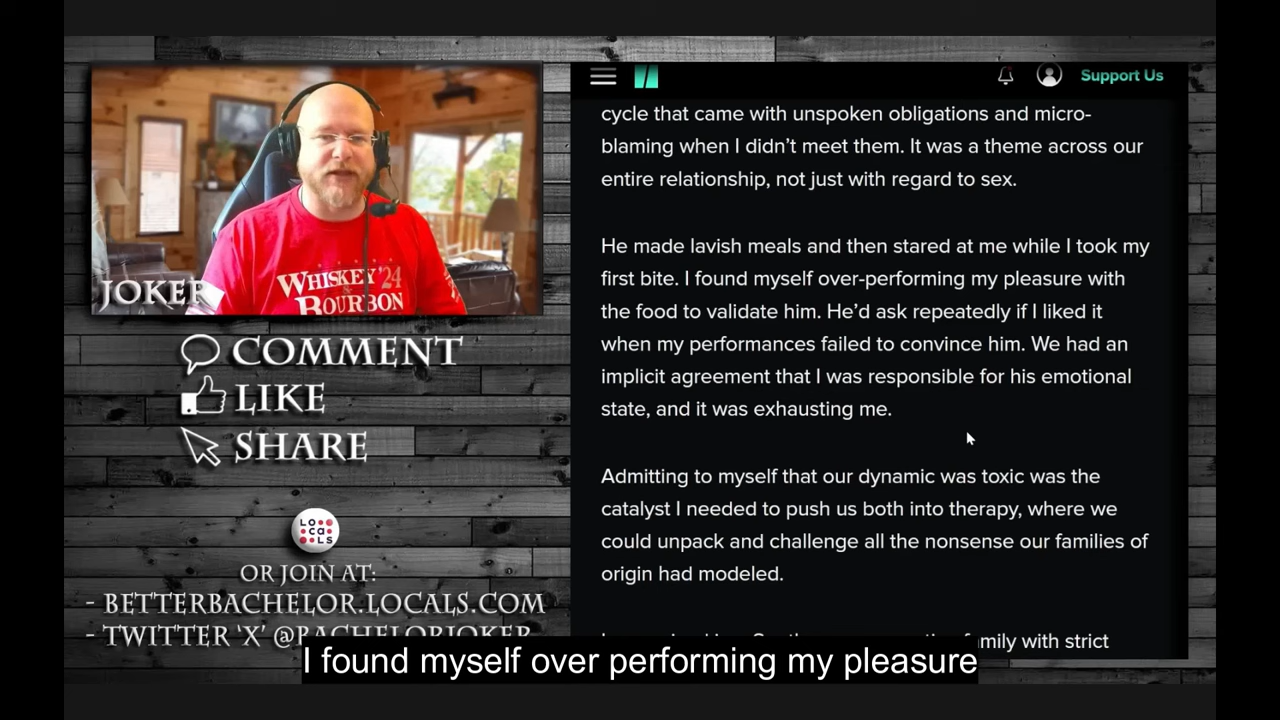 WHISKEY '24
& BOURBON
JOKER
COMMENT
LIKE
SHARE
LOCALS
OR JOIN AT:
- BETTERBACHELOR.LOCALS.COM
- TWITTER 'X' @BACHELORJOKER
Support Us
cycle that came with unspoken obligations and micro-
blaming when I didn't meet them. It was a theme across our
entire relationship, not just with regard to sex.
He made lavish meals and then stared at me while I took my
first bite. I found myself over-performing my pleasure with
the food to validate him. He'd ask repeatedly if I liked it
when my performances failed to convince him. We had an
implicit agreement that I was responsible for his emotional
state, and it was exhausting me.
Admitting to myself that our dynamic was toxic was the
catalyst I needed to push us both into therapy, where we
could unpack and challenge all the nonsense our families of
origin had modeled.
family with strict
I found myself over performing my pleasure